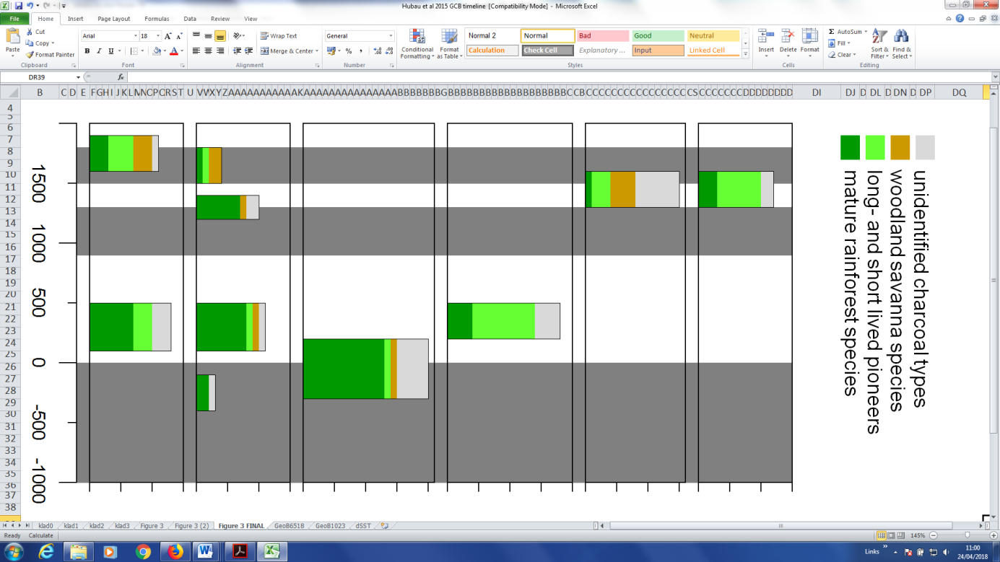 Hubau et al 2015 GCB timeline [Compatibility Mode] - Microsoft Excel
File Home Insert Page Layout Formulas Data Review View
Paste
Cut
Copy
Format Painter
Clipboard
Arial 18
B I U
Font
Wrap Text
Merge & Center
Alignment
General
Number
Conditional Formatting
Format as Table
Normal 2 Normal Bad Good Neutral
Calculation Check Cell Explanatory ... Input Linked Cell
Styles
Insert Delete Format
Cells
AutoSum
Fill
Clear
Sort & Filter
Find & Select
Editing
DR39
fx
B C D E F G H I J K L
DI DJ D DL D DN D DP DQ
4
5
6
7
8
9
10
11
12
13
14
15
16
17
18
19
20
21
22
23
24
25
26
27
28
29
30
31
32
33
34
35
36
37
38
1500
1000
500
0
-500
-1000
unidentified charcoal types
woodland savanna species
long- and short lived pioneers
mature rainforest species
klad0 klad1 klad2 klad3 Figure 3 Figure 3 (2) Figure 3 FINAL GeoB6518 GeoB1023 dSST
Ready Calculate
145%
Links
11:00
24/04/2018